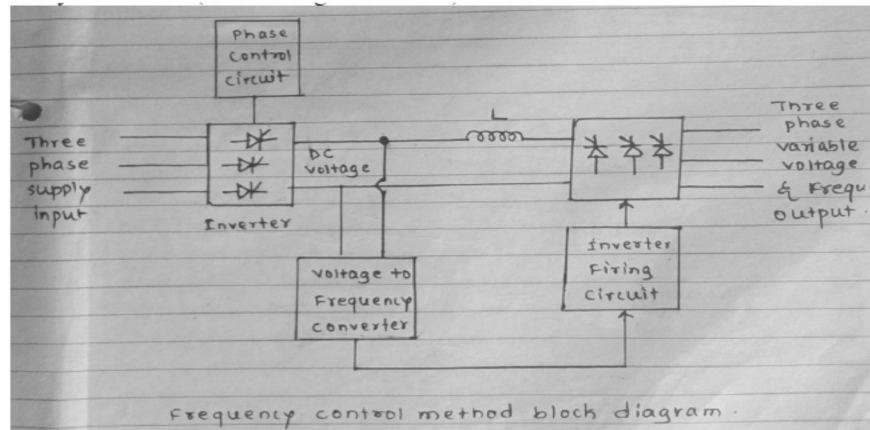 Phase
control
circuit
Three
phase
supply
input
Inverter
DC
voltage
L
Three
phase
variable
voltage
& Frequ
output.
Voltage to
Frequency
converter
Inverter
Firing
Circuit
Frequency control method block diagram.